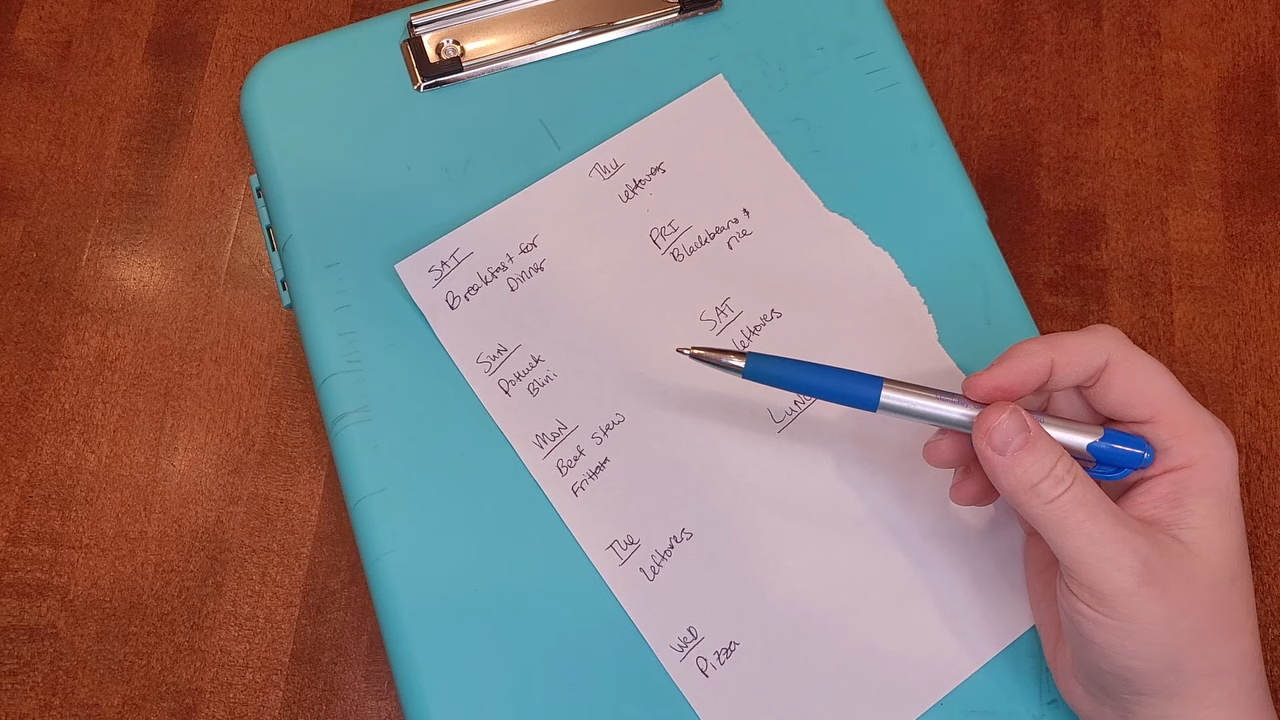 SAT
Breakfast for
Dinner
SUN
Potluck
Blini
MON
Beef Stew
Frittata
Tue
leftovers
WED
Pizza
THU
leftovers
FRI
Blackbeans +
rice
SAT
leftovers
LUNC